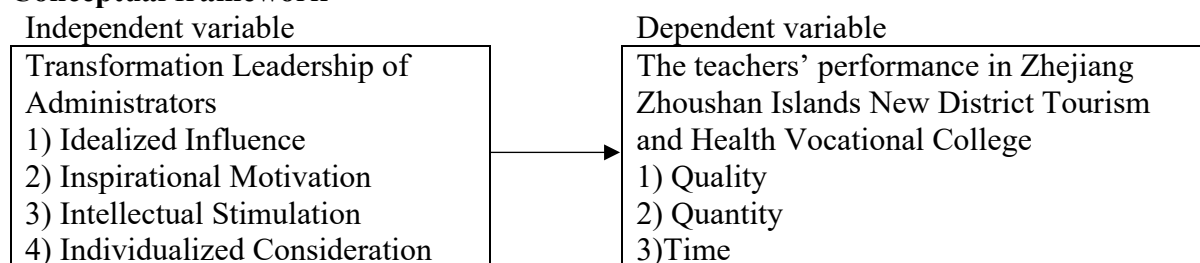 Independent variable
Dependent variable
Transformation Leadership of
Administrators
1) Idealized Influence
2) Inspirational Motivation
3) Intellectual Stimulation
4) Individualized Consideration
The teachers’ performance in Zhejiang
Zhoushan Islands New District Tourism
and Health Vocational College
1) Quality
2) Quantity
3)Time